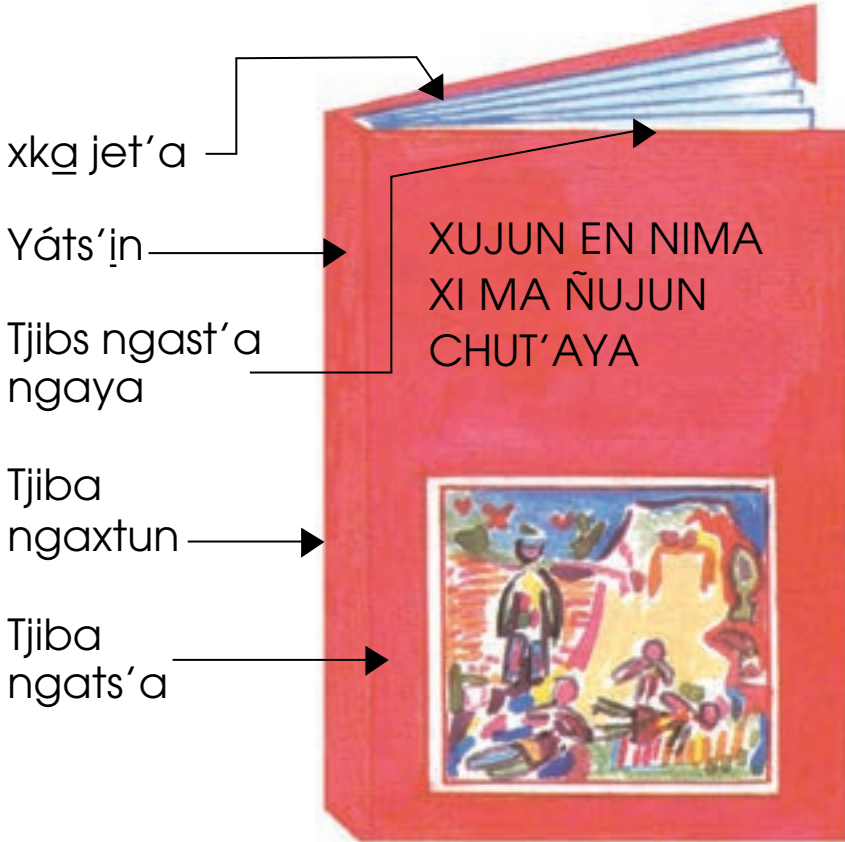 xka̱ jet’a
Yáts’i̱n
Tjibs ngast’a
ngaya
Tjiba
ngaxtun
Tjiba
ngats’a
XUJUN EN NIMA
XI MA ÑUJUN
CHUT’AYA